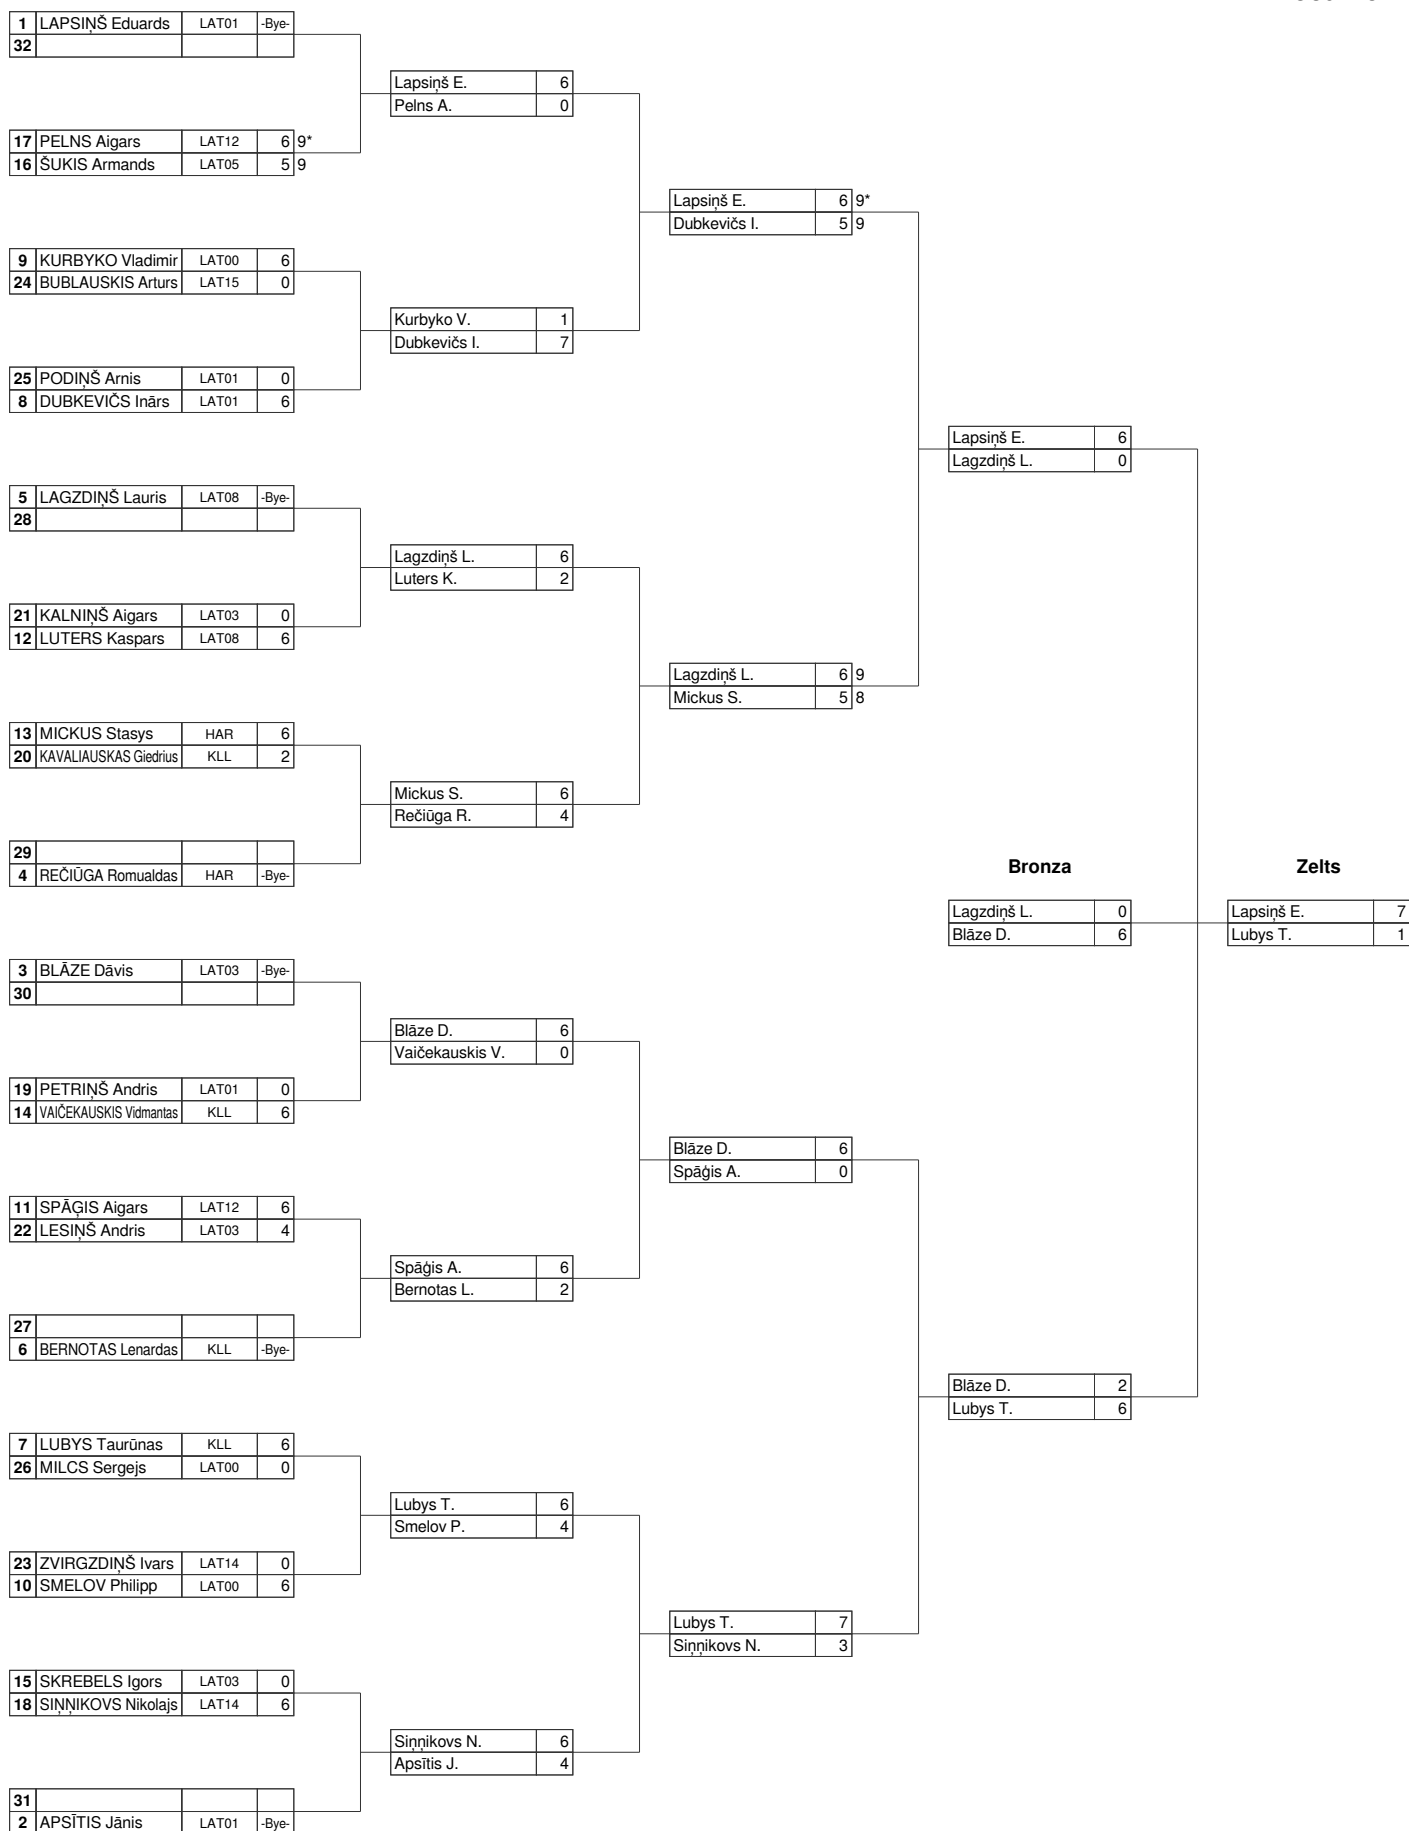 1 LAPSIŅŠ Eduards LAT01 -Bye-
32
Lapsiņš E. 6
Pelns A. 0
17 PELNS Aigars LAT12 6 9*
16 ŠUKIS Armands LAT05 5 9
Lapsiņš E. 6 9*
Dubkevičs I. 5 9
9 KURBYKO Vladimir LAT00 6
24 BUBLAUSKIS Arturs LAT15 0
Kurbyko V. 1
Dubkevičs I. 7
25 PODIŅŠ Arnis LAT01 0
8 DUBKEVIČS Inārs LAT01 6
Lapsiņš E. 6
Lagzdiņš L. 0
5 LAGZDIŅŠ Lauris LAT08 -Bye-
28
Lagzdiņš L. 6
Luters K. 2
21 KALNIŅŠ Aigars LAT03 0
12 LUTERS Kaspars LAT08 6
Lagzdiņš L. 6 9
Mickus S. 5 8
13 MICKUS Stasys HAR 6
20 KAVALIAUSKAS Giedrius KLL 2
Mickus S. 6
Rečiūga R. 4
29
4 REČIŪGA Romualdas HAR -Bye-
Bronza Zelts
Lagzdiņš L. 0 Lapsiņš E. 7
Blāze D. 6 Lubys T. 1
3 BLĀZE Dāvis LAT03 -Bye-
30
Blāze D. 6
Vaičekauskis V. 0
19 PETRIŅŠ Andris LAT01 0
14 VAIČEKAUSKIS Vidmantas KLL 6
Blāze D. 6
Spāģis A. 0
11 SPĀĢIS Aigars LAT12 6
22 LESIŅŠ Andris LAT03 4
Spāģis A. 6
Bernotas L. 2
27
6 BERNOTAS Lenardas KLL -Bye-
Blāze D. 2
Lubys T. 6
7 LUBYS Taurūnas KLL 6
26 MILCS Sergejs LAT00 0
Lubys T. 6
Smelov P. 4
23 ZVIRGZDIŅŠ Ivars LAT14 0
10 SMELOV Philipp LAT00 6
Lubys T. 7
Siņņikovs N. 3
15 SKREBELS Igors LAT03 0
18 SIŅŅIKOVS Nikolajs LAT14 6
Siņņikovs N. 6
Apsītis J. 4
31
2 APSĪTIS Jānis LAT01 -Bye-